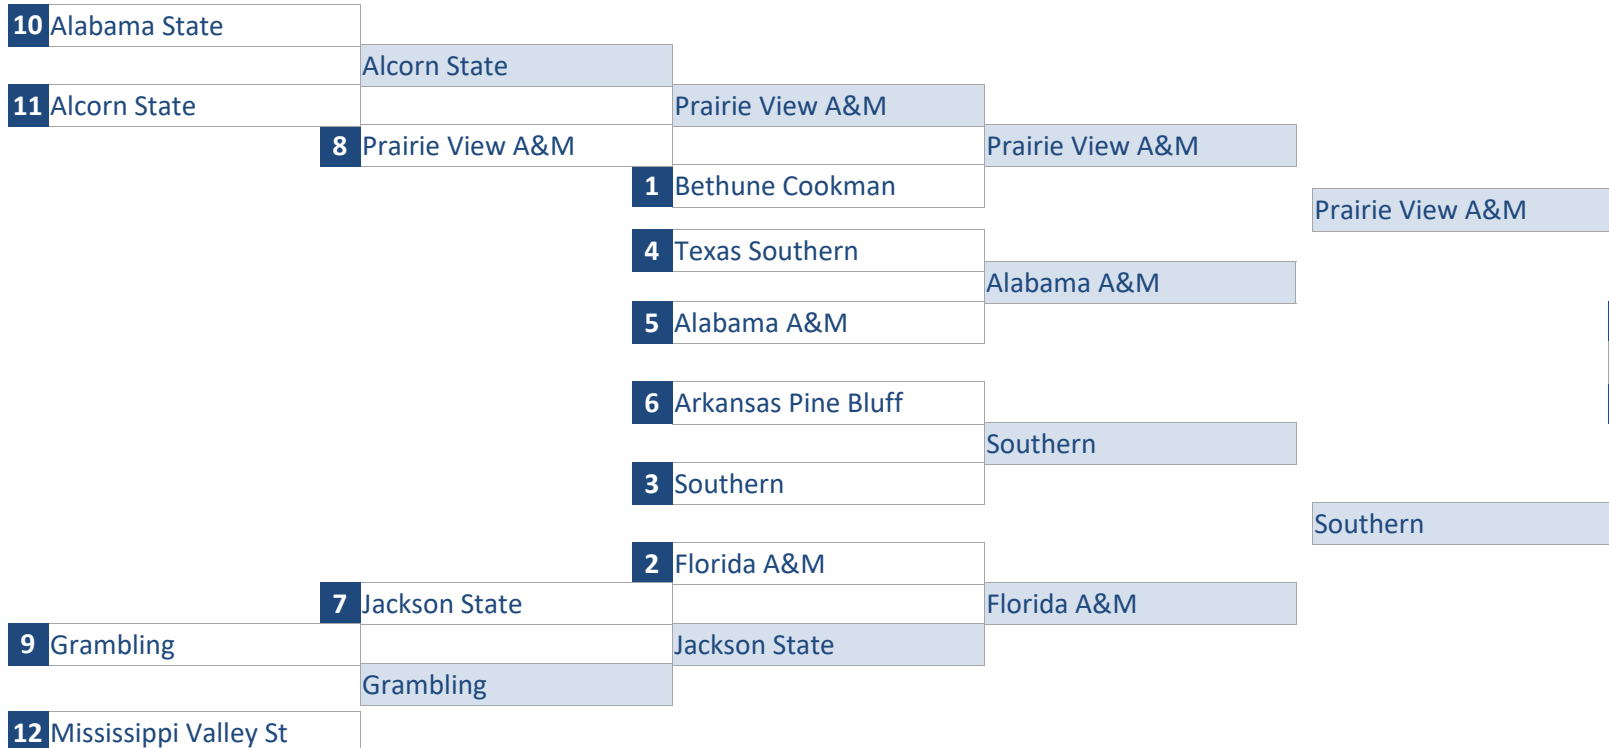 10 Alabama State
Alcorn State
11 Alcorn State
Prairie View A&M
8 Prairie View A&M
Prairie View A&M
1 Bethune Cookman
Prairie View A&M
4 Texas Southern
Alabama A&M
5 Alabama A&M
6 Arkansas Pine Bluff
Southern
3 Southern
Southern
2 Florida A&M
7 Jackson State
Florida A&M
9 Grambling
Jackson State
Grambling
12 Mississippi Valley St